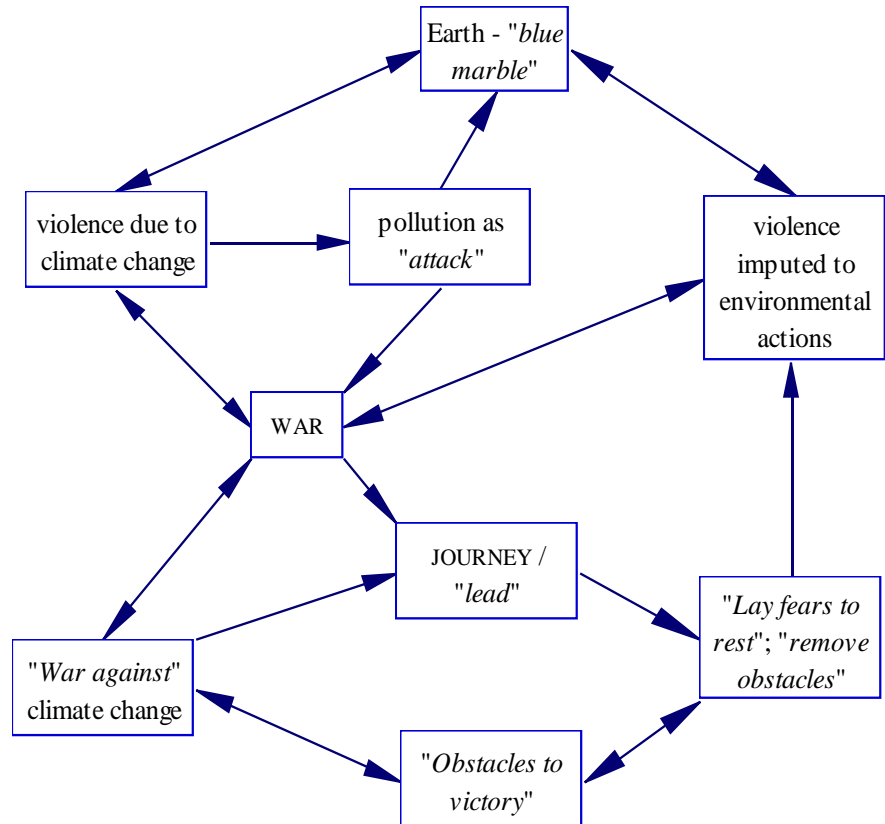 Earth - "blue
marble"
violence due to
climate change
pollution as
"attack"
violence
imputed to
environmental
actions
WAR
JOURNEY /
"lead"
"Lay fears to
rest"; "remove
obstacles"
"War against"
climate change
"Obstacles to
victory"